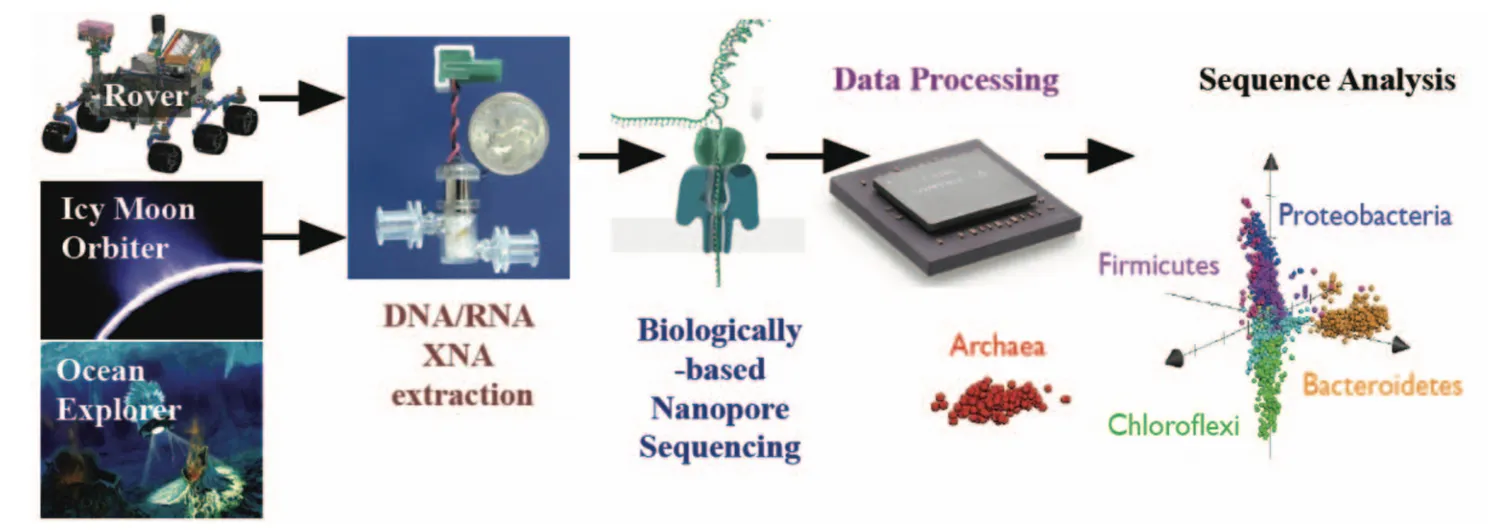 Rover
Icy Moon
Orbiter
Ocean
Explorer
DNA/RNA
XNA
extraction
Biologically
-based
Nanopore
Sequencing
Data Processing
Sequence Analysis
Archaea
Proteobacteria
Firmicutes
Bacteroidetes
Chloroflexi